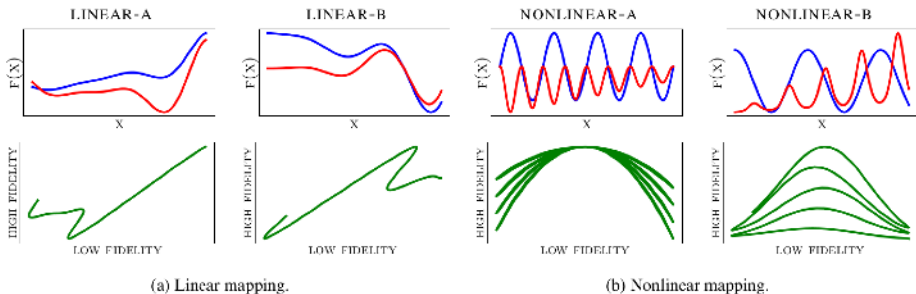 LINEAR-A
LINEAR-B
NONLINEAR-A
NONLINEAR-B
F(X)
X
F(X)
X
F(X)
X
F(X)
X
HIGH FIDELITY
LOW FIDELITY
HIGH FIDELITY
LOW FIDELITY
HIGH FIDELITY
LOW FIDELITY
HIGH FIDELITY
LOW FIDELITY
(a) Linear mapping.
(b) Nonlinear mapping.